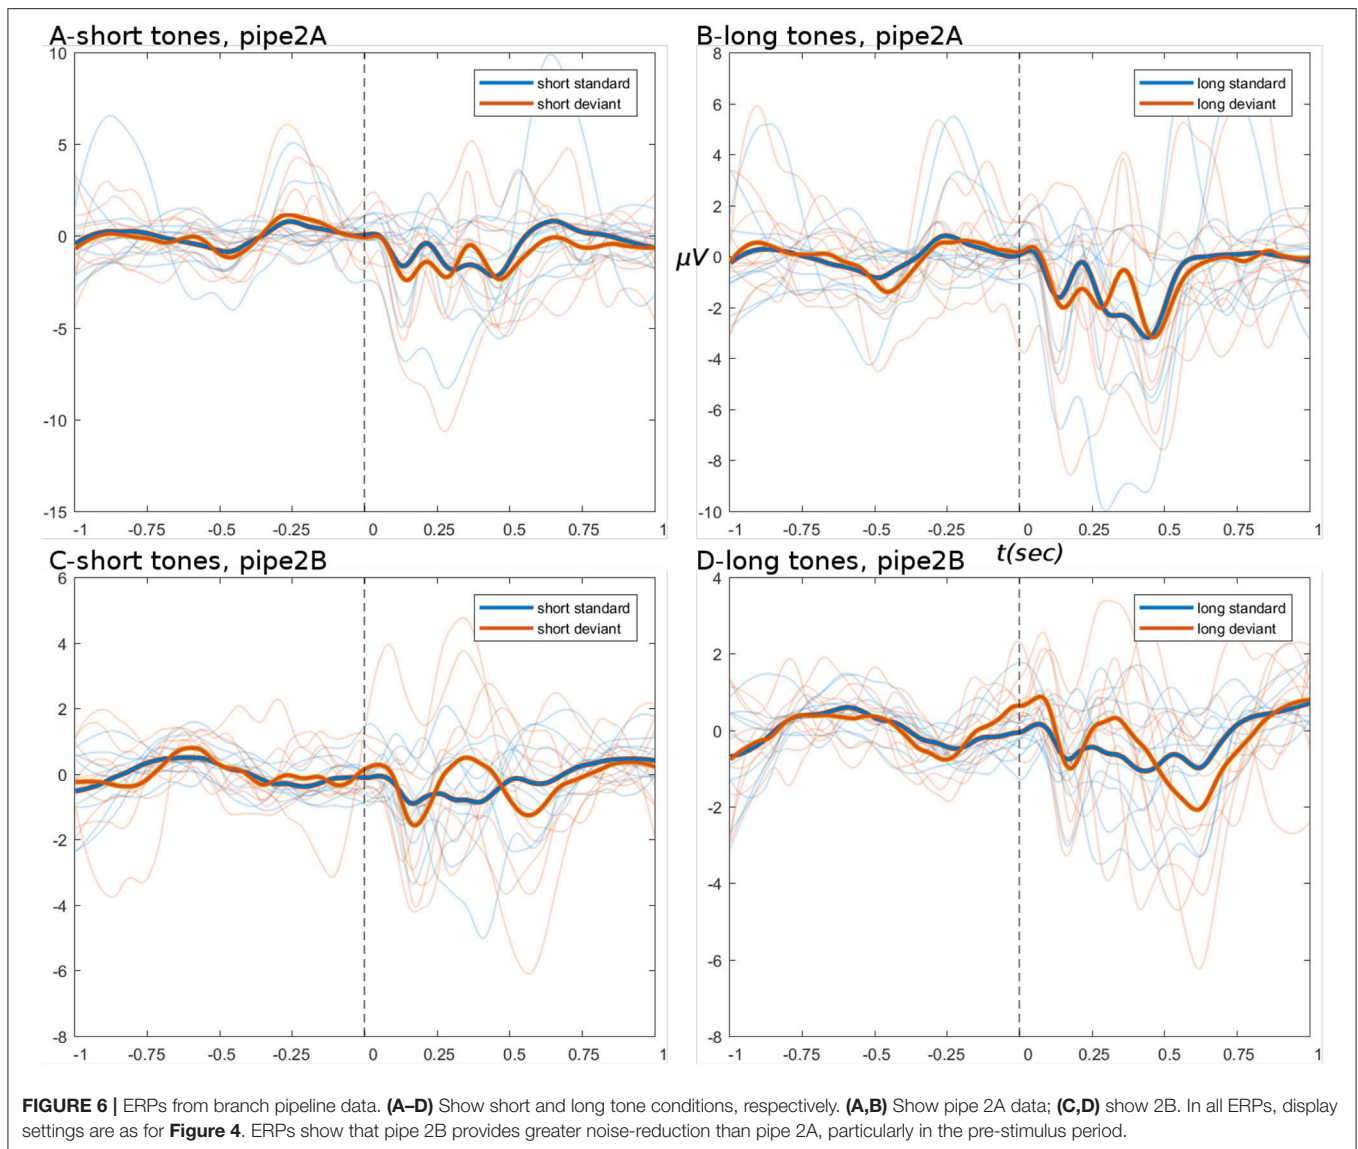 A-short tones, pipe2A
10
5
0
-5
-10
-15
-1 -0.75 -0.5 -0.25 0 0.25 0.5 0.75 1
short standard
short deviant
B-long tones, pipe2A
8
6
4
2
μV 0
-2
-4
-6
-8
-10
-1 -0.75 -0.5 -0.25 0 0.25 0.5 0.75 1
long standard
long deviant
t(sec)
C-short tones, pipe2B
6
4
2
0
-2
-4
-6
-8
-1 -0.75 -0.5 -0.25 0 0.25 0.5 0.75 1
short standard
short deviant
D-long tones, pipe2B
4
2
0
-2
-4
-6
-8
-1 -0.75 -0.5 -0.25 0 0.25 0.5 0.75 1
long standard
long deviant
FIGURE 6 | ERPs from branch pipeline data. (A–D) Show short and long tone conditions, respectively. (A,B) Show pipe 2A data; (C,D) show 2B. In all ERPs, display
settings are as for Figure 4. ERPs show that pipe 2B provides greater noise-reduction than pipe 2A, particularly in the pre-stimulus period.